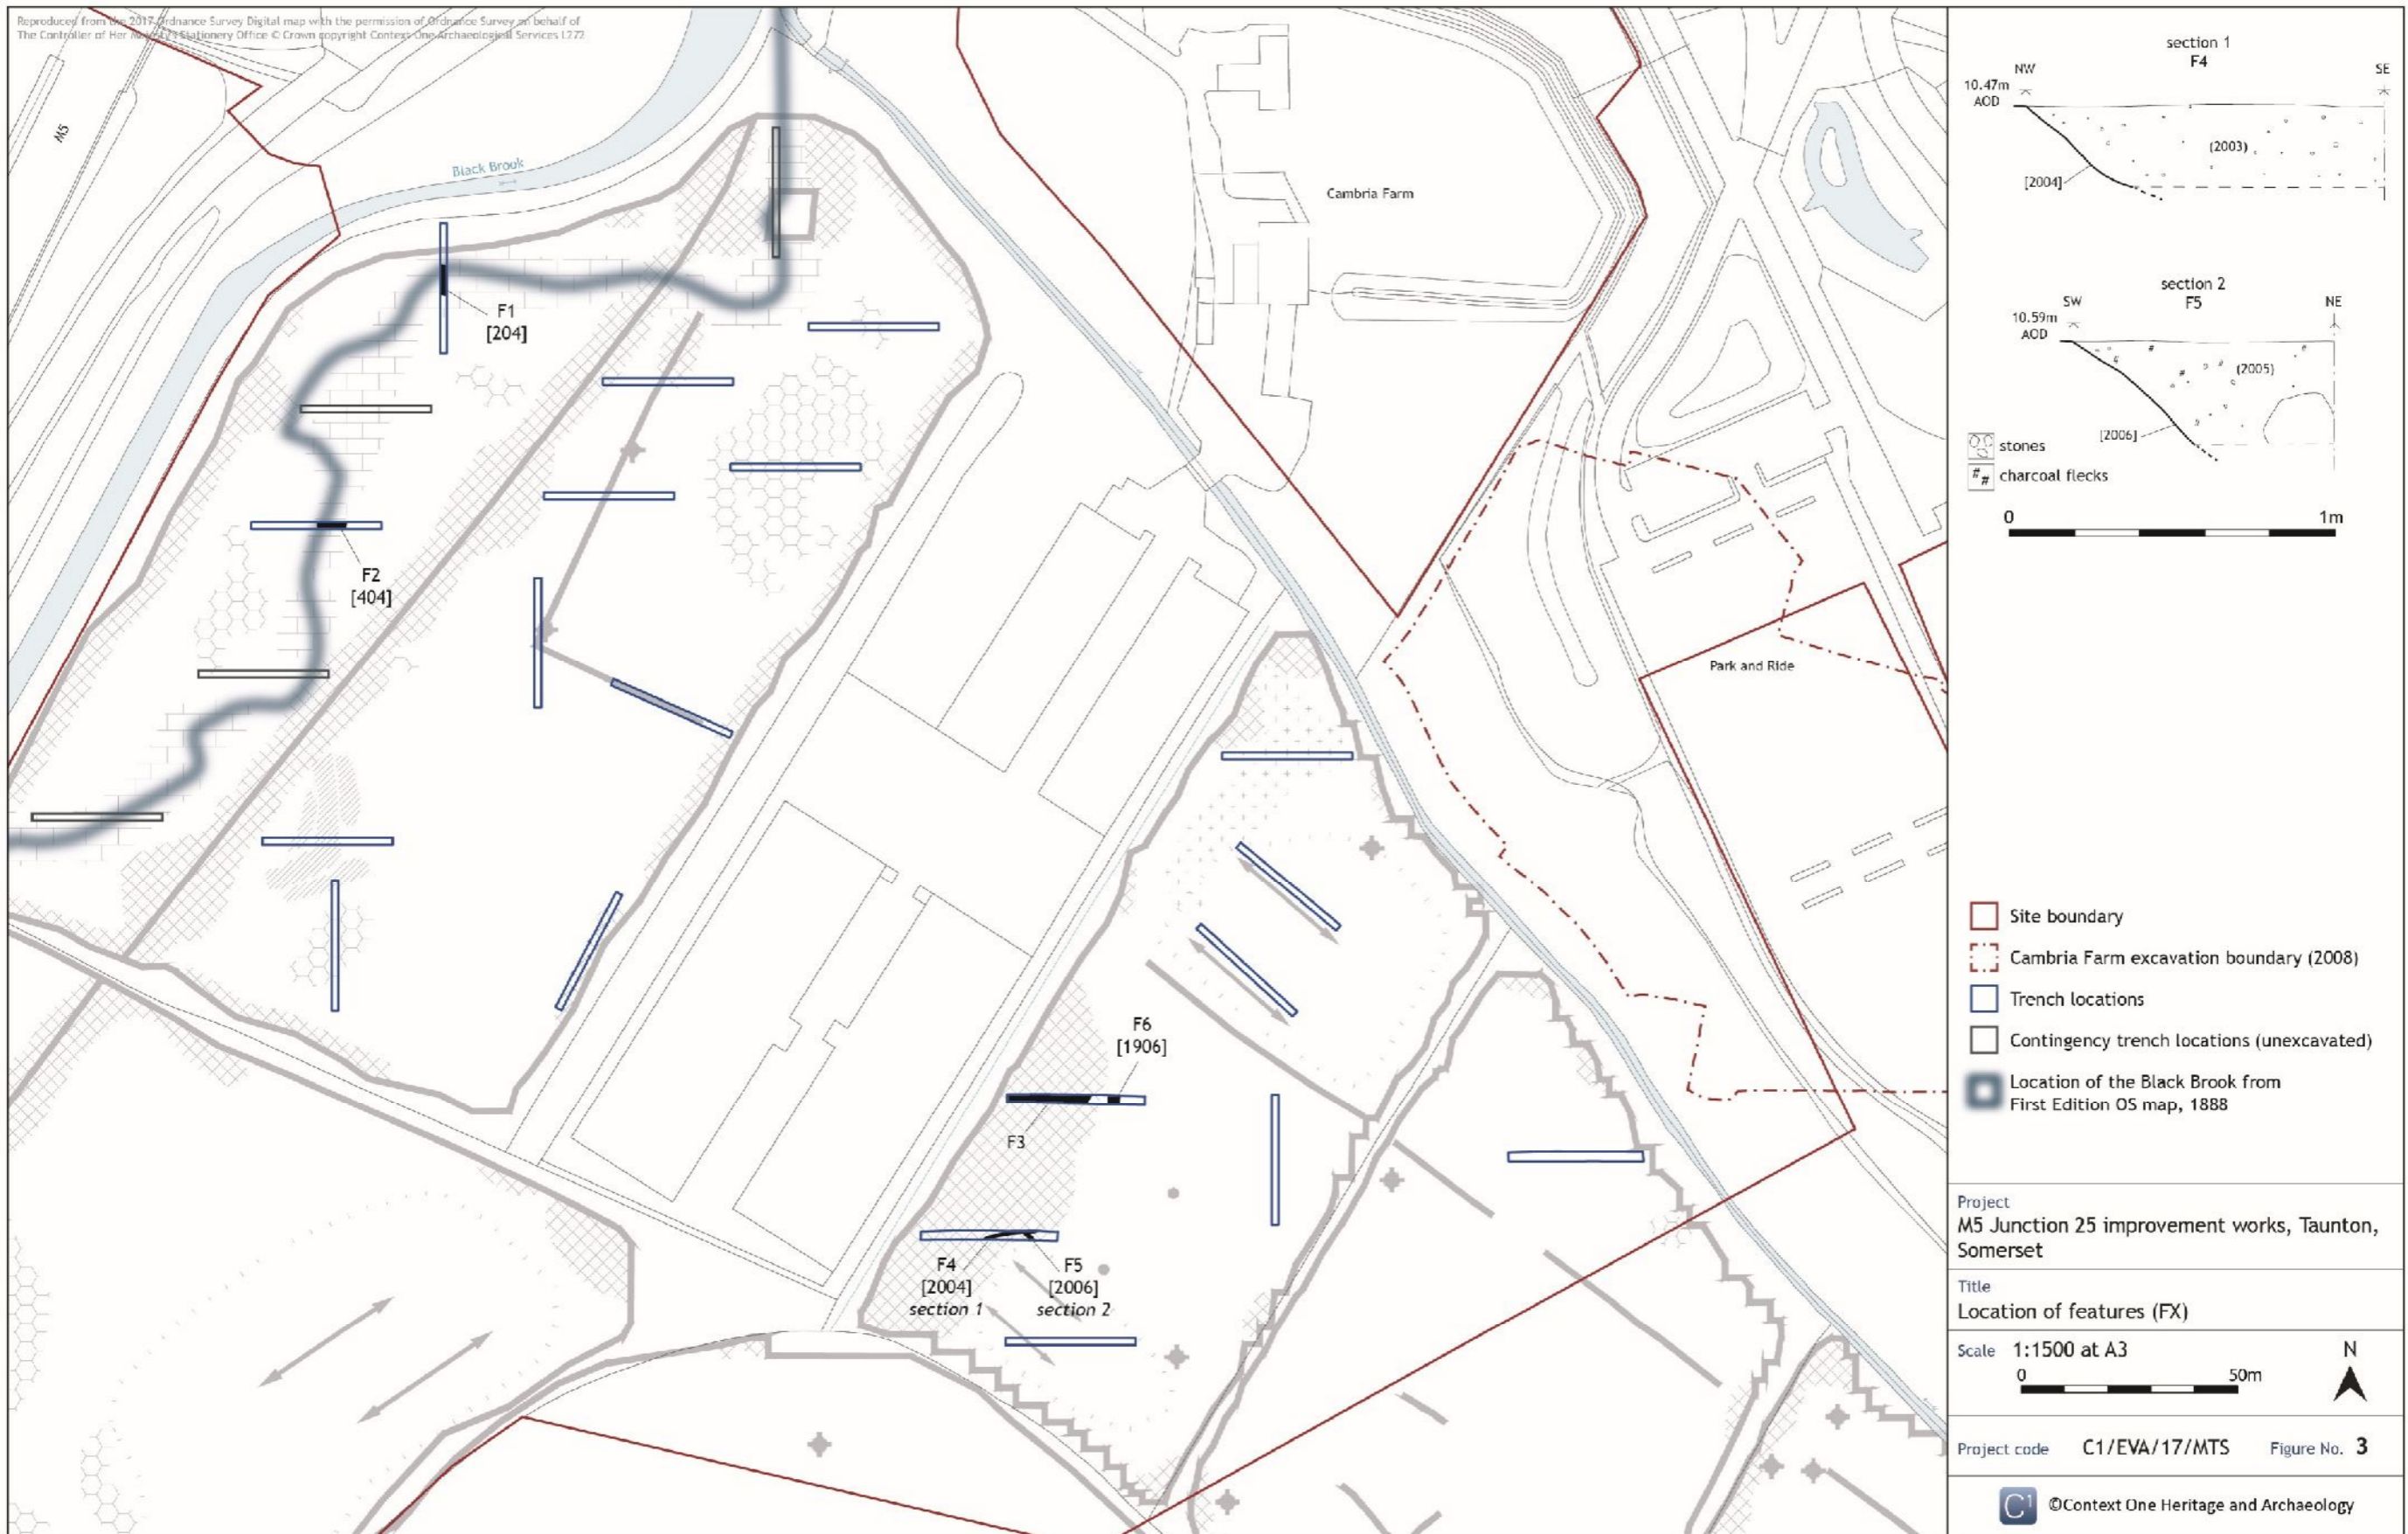 Reproduced from the 2017 Ordnance Survey Digital map with the permission of Ordnance Survey on behalf of
The Controller of Her Majesty's Stationery Office © Crown copyright Context One Archaeological Services L272
M5
Black Brook
Cambria Farm
F1
[204]
F2
[404]
Park and Ride
F6
[1906]
F3
F4
[2004]
section 1
F5
[2006]
section 2
section 1
F4
NW
SE
10.47m
AOD
(2003)
[2004]
section 2
F5
SW
NE
10.59m
AOD
(2005)
[2006]
stones
charcoal flecks
0 1m
Site boundary
Cambria Farm excavation boundary (2008)
Trench locations
Contingency trench locations (unexcavated)
Location of the Black Brook from
First Edition OS map, 1888
Project
M5 Junction 25 improvement works, Taunton,
Somerset
Title
Location of features (FX)
Scale 1:1500 at A3
0 50m
N
Project code C1/EVA/17/MTS Figure No. 3
C1 ©Context One Heritage and Archaeology